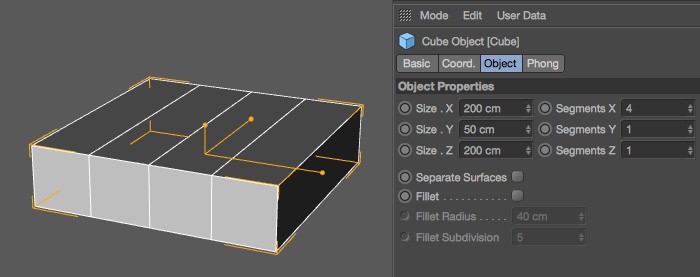 Mode Edit User Data
Cube Object [Cube]
Basic Coord. Object Phong
Object Properties
Size . X 200 cm Segments X 4
Size . Y 50 cm Segments Y 1
Size . Z 200 cm Segments Z 1
Separate Surfaces
Fillet . . . . . . . . . .
Fillet Radius . . . . . 40 cm
Fillet Subdivision 5